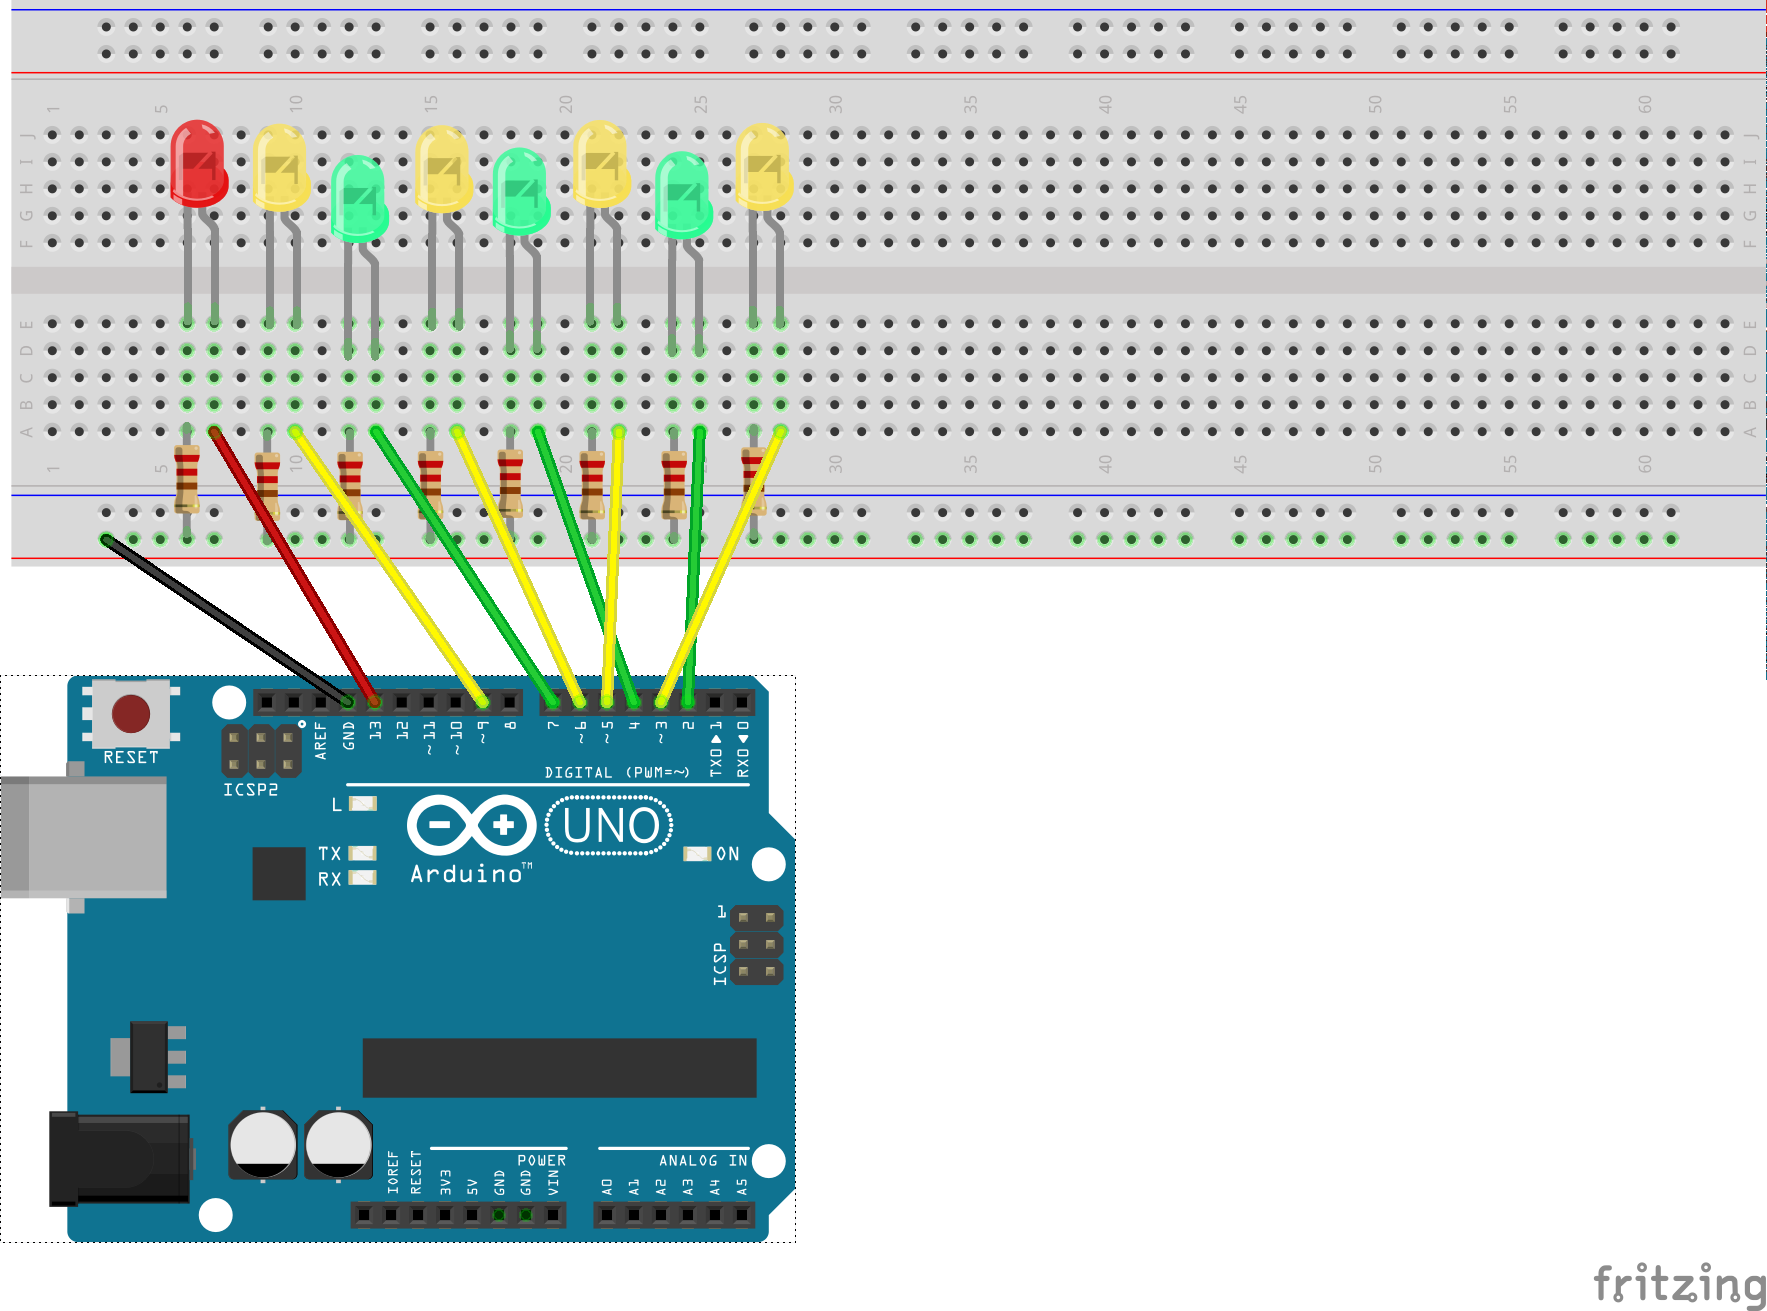 1 5 10 15 20 25 30 35 40 45 50 55 60
J J
I I
H H
G G
F F
E E
D D
C C
B B
A A
1 5 10 15 20 30 35 40 45 50 55 60
RESET
ICSP2
AREF GND 13 12 ~11 ~10 ~9 8 7 ~6 ~5 4 ~3 2 TX0▶1 RX0◀0
DIGITAL (PWM=~)
L
TX
RX
UNO
ON
Arduino™
1
ICSP
POWER
ANALOG IN
IOREF RESET 3V3 5V GND GND VIN A0 A1 A2 A3 A4 A5
fritzing